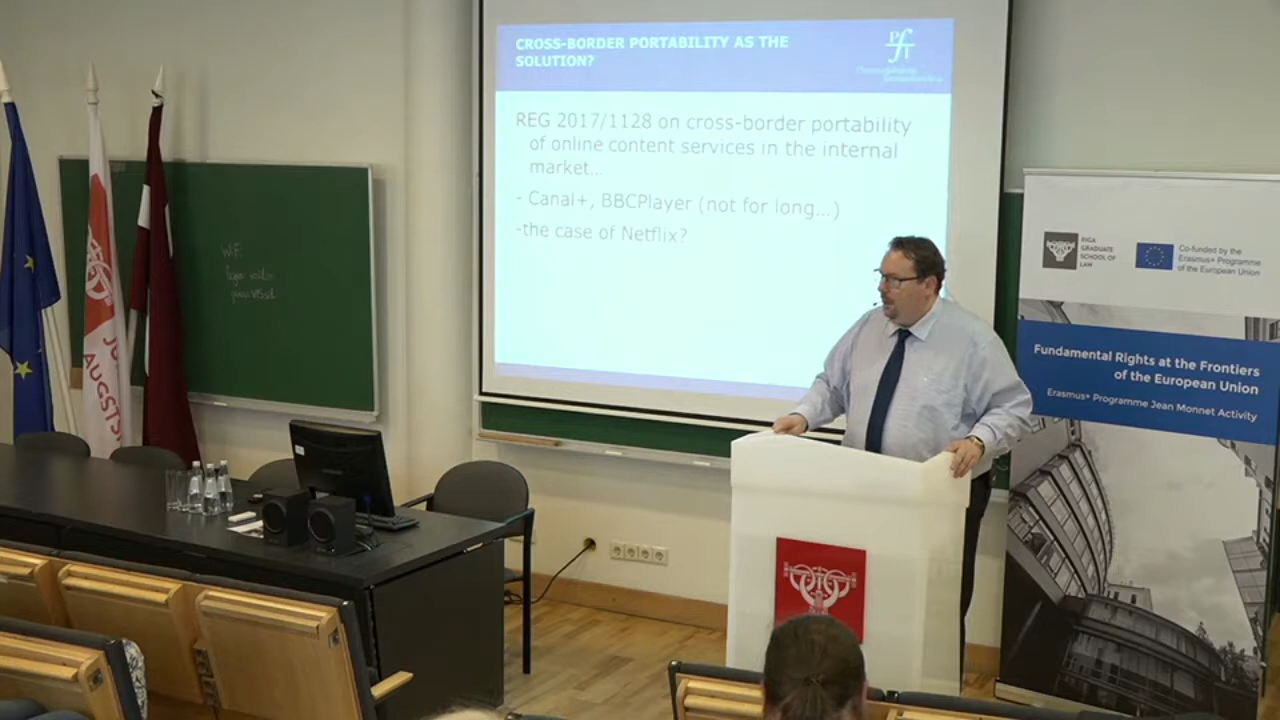 CROSS-BORDER PORTABILITY AS THE
SOLUTION?
Pf1
REG 2017/1128 on cross-border portability
of online content services in the internal
market...
- Canal+, BBCPlayer (not for long...)
-the case of Netflix?
RIGA
GRADUATE
SCHOOL OF
LAW
Co-funded by the
Erasmus+ Programme
of the European Union
Fundamental Rights at the Frontiers
of the European Union
Erasmus+ Programme Jean Monnet Activity
WiFi
AUGSTS